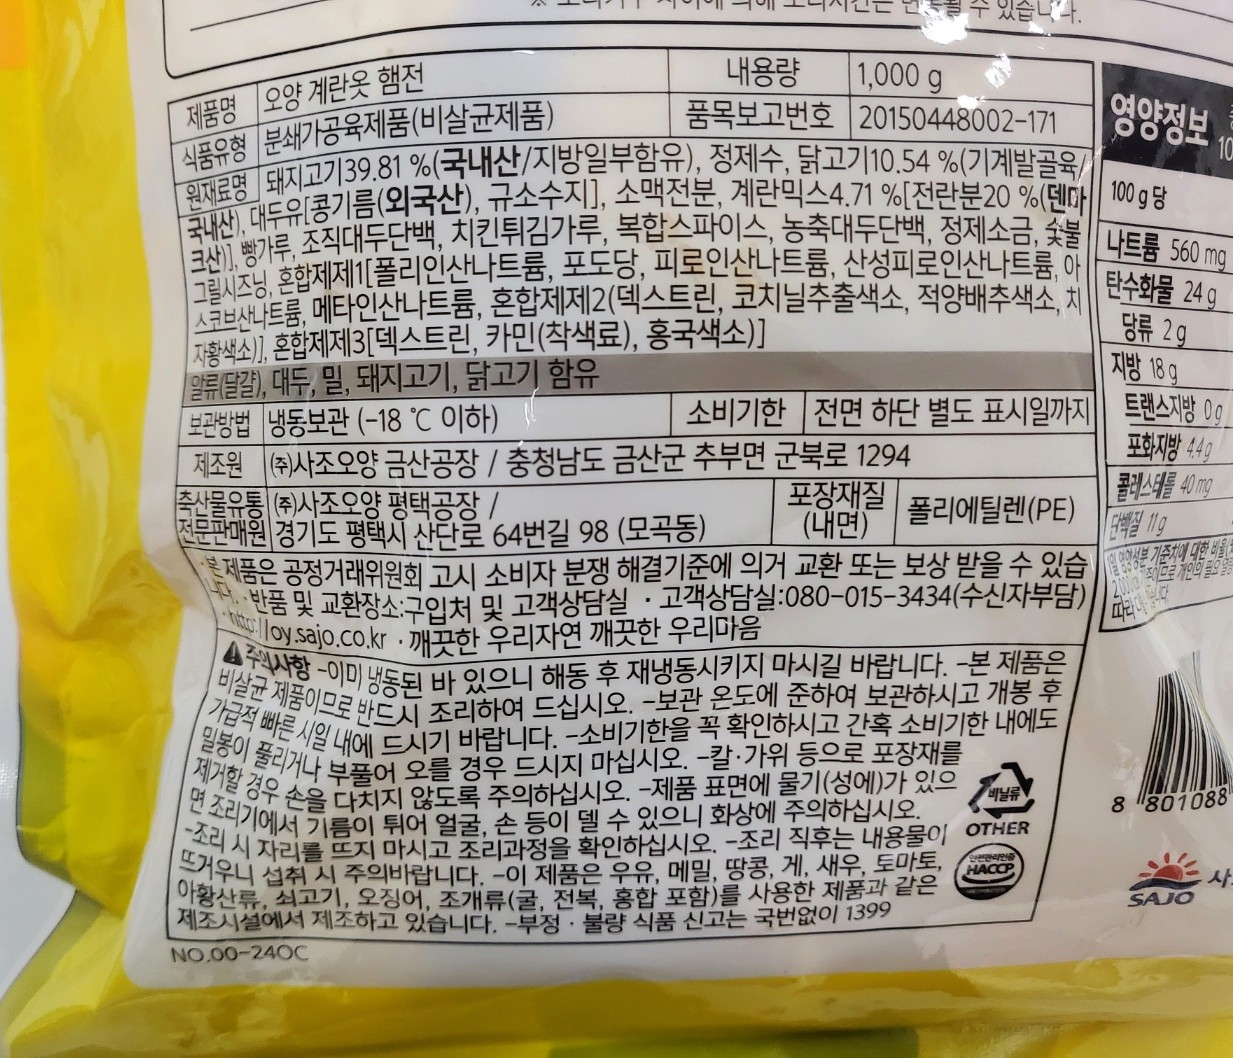 제품명 오양 계란옷 햄전 내용량 1,000 g
식품유형 분쇄가공육제품(비살균제품) 품목보고번호 20150448002-171
원재료명 돼지고기39.81 %(국내산/지방일부함유), 정제수, 닭고기10.54 %(기계발골육/
국내산), 대두유[콩기름(외국산), 규소수지], 소맥전분, 계란믹스4.71 %[전란분20 %(덴마
크산)], 빵가루, 조직대두단백, 치킨튀김가루, 복합스파이스, 농축대두단백, 정제소금, 숯불
그릴시즈닝, 혼합제제1[폴리인산나트륨, 포도당, 피로인산나트륨, 산성피로인산나트륨, 아
스코브산나트륨, 메타인산나트륨, 혼합제제2(덱스트린, 코치닐추출색소, 적양배추색소, 치
자황색소)], 혼합제제3[덱스트린, 카민(착색료), 홍국색소)]
알류(달걀), 대두, 밀, 돼지고기, 닭고기 함유
보관방법 냉동보관 (-18 ℃ 이하) 소비기한 전면 하단 별도 표시일까지
제조원 ㈜사조오양 금산공장 / 충청남도 금산군 추부면 군북로 1294
축산물유통 ㈜사조오양 평택공장 / 포장재질 폴리에틸렌(PE)
전문판매원 경기도 평택시 산단로 64번길 98 (모곡동) (내면)
·본 제품은 공정거래위원회 고시 소비자 분쟁 해결기준에 의거 교환 또는 보상 받을 수 있습
니다. ·반품 및 교환장소:구입처 및 고객상담실 ·고객상담실:080-015-3434(수신자부담)
http://oy.sajo.co.kr ·깨끗한 우리자연 깨끗한 우리마음
주의사항 -이미 냉동된 바 있으니 해동 후 재냉동시키지 마시길 바랍니다. -본 제품은
비살균 제품이므로 반드시 조리하여 드십시오. -보관 온도에 준하여 보관하시고 개봉 후
가급적 빠른 시일 내에 드시기 바랍니다. -소비기한을 꼭 확인하시고 간혹 소비기한 내에도
밀봉이 풀리거나 부풀어 오를 경우 드시지 마십시오. -칼·가위 등으로 포장재를
제거할 경우 손을 다치지 않도록 주의하십시오. -제품 표면에 물기(성에)가 있으
면 조리기에서 기름이 튀어 얼굴, 손 등이 델 수 있으니 화상에 주의하십시오.
-조리 시 자리를 뜨지 마시고 조리과정을 확인하십시오. -조리 직후는 내용물이
뜨거우니 섭취 시 주의바랍니다. -이 제품은 우유, 메밀, 땅콩, 게, 새우, 토마토,
아황산류, 쇠고기, 오징어, 조개류(굴, 전복, 홍합 포함)를 사용한 제품과 같은
제조시설에서 제조하고 있습니다. -부정·불량 식품 신고는 국번없이 1399
비닐류
OTHER
안전관리인증
HACCP
NO.00-24OC
영양정보
100 g 당
나트륨 560 mg
탄수화물 24 g
당류 2 g
지방 18 g
트랜스지방 0 g
포화지방 4.4 g
콜레스테롤 40 mg
단백질 11 g
8 801088
SAJO